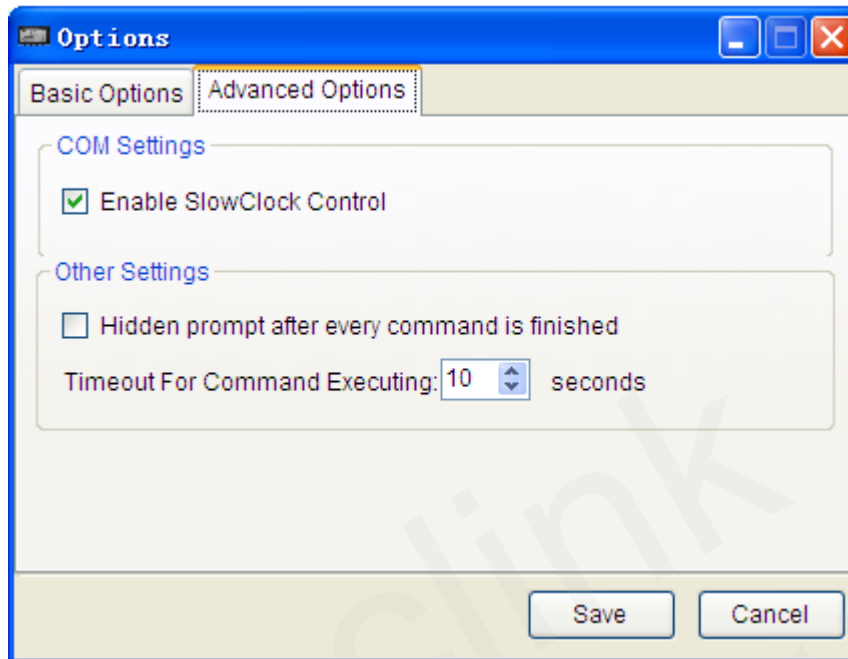 Options
Basic Options
Advanced Options
COM Settings
Enable SlowClock Control
Other Settings
Hidden prompt after every command is finished
Timeout For Command Executing: 10 seconds
clink
Save
Cancel